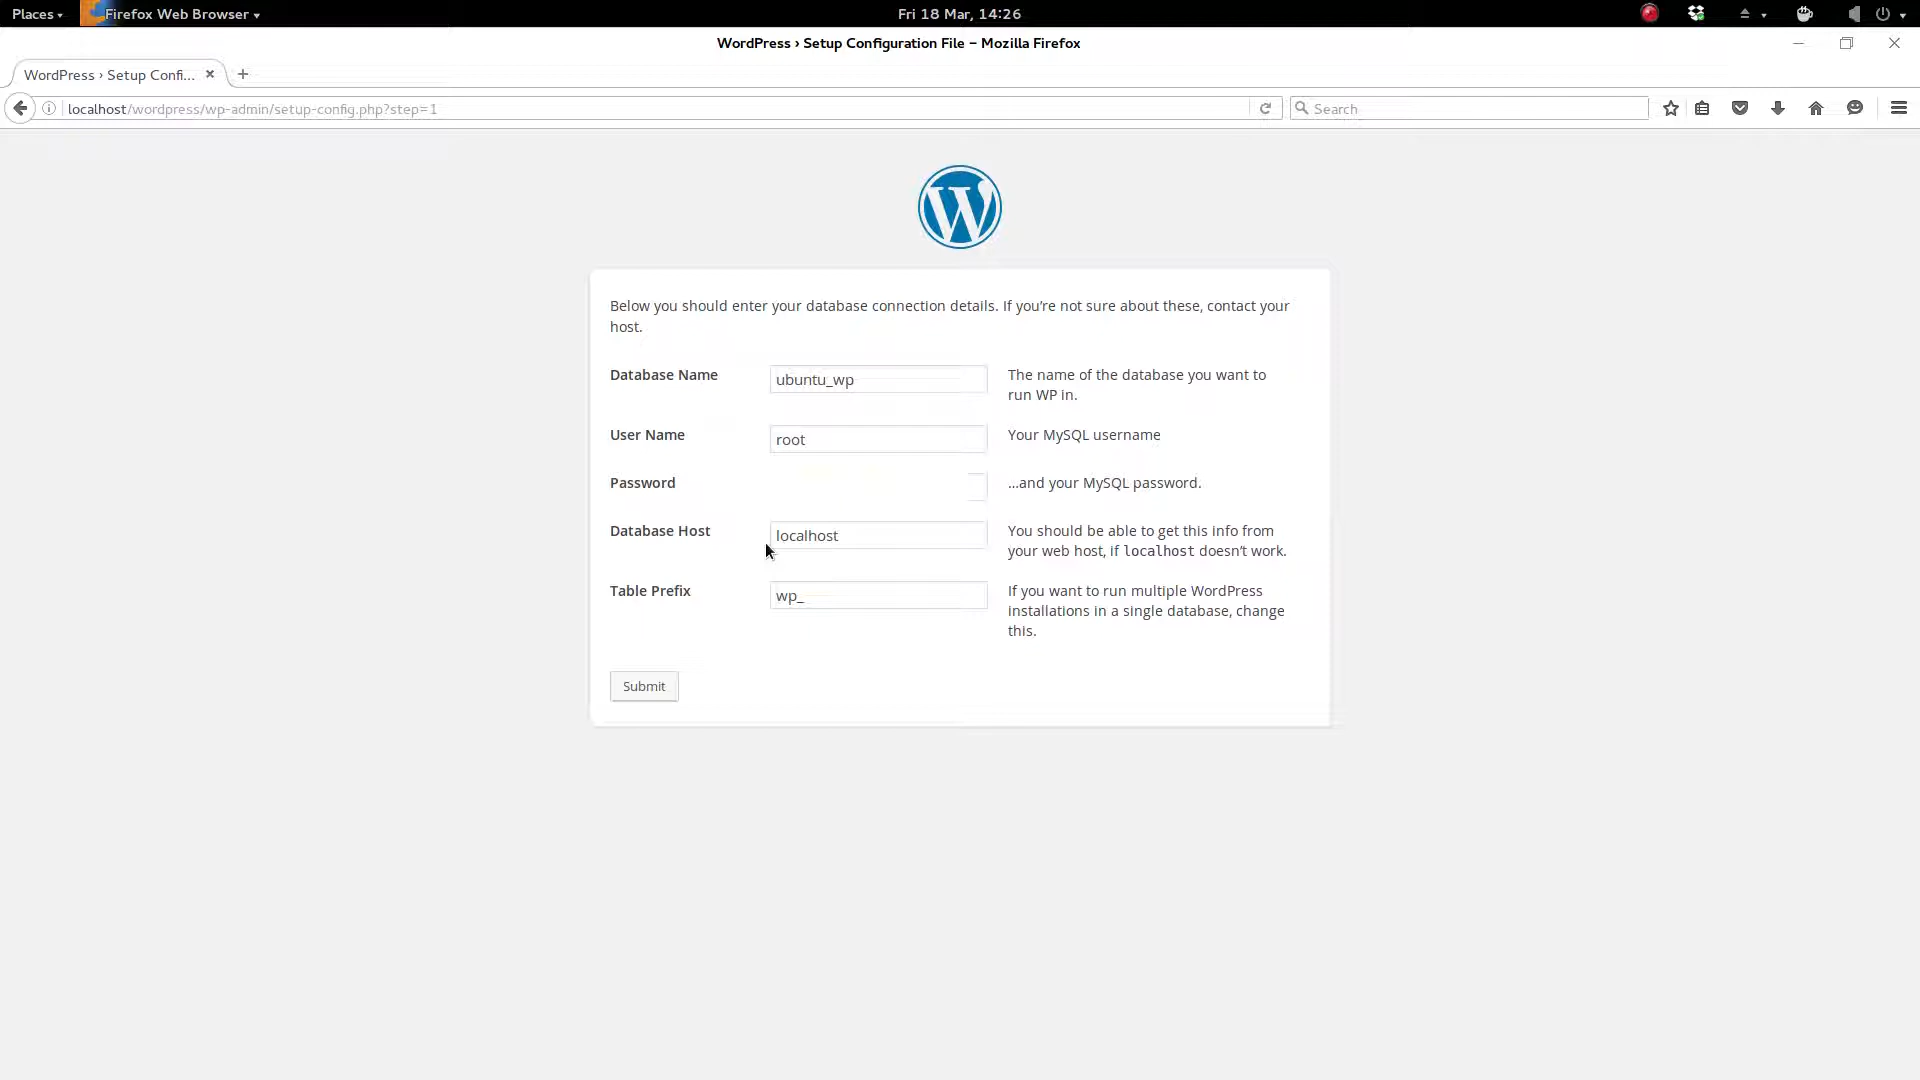 Places
Firefox Web Browser
Fri 18 Mar, 14:26
WordPress › Setup Configuration File – Mozilla Firefox
WordPress › Setup Confi...
localhost/wordpress/wp-admin/setup-config.php?step=1
Search
W
Below you should enter your database connection details. If you’re not sure about these, contact your
host.
Database Name
ubuntu_wp
The name of the database you want to
run WP in.
User Name
root
Your MySQL username
Password
…and your MySQL password.
Database Host
localhost
You should be able to get this info from
your web host, if localhost doesn’t work.
Table Prefix
wp_
If you want to run multiple WordPress
installations in a single database, change
this.
Submit